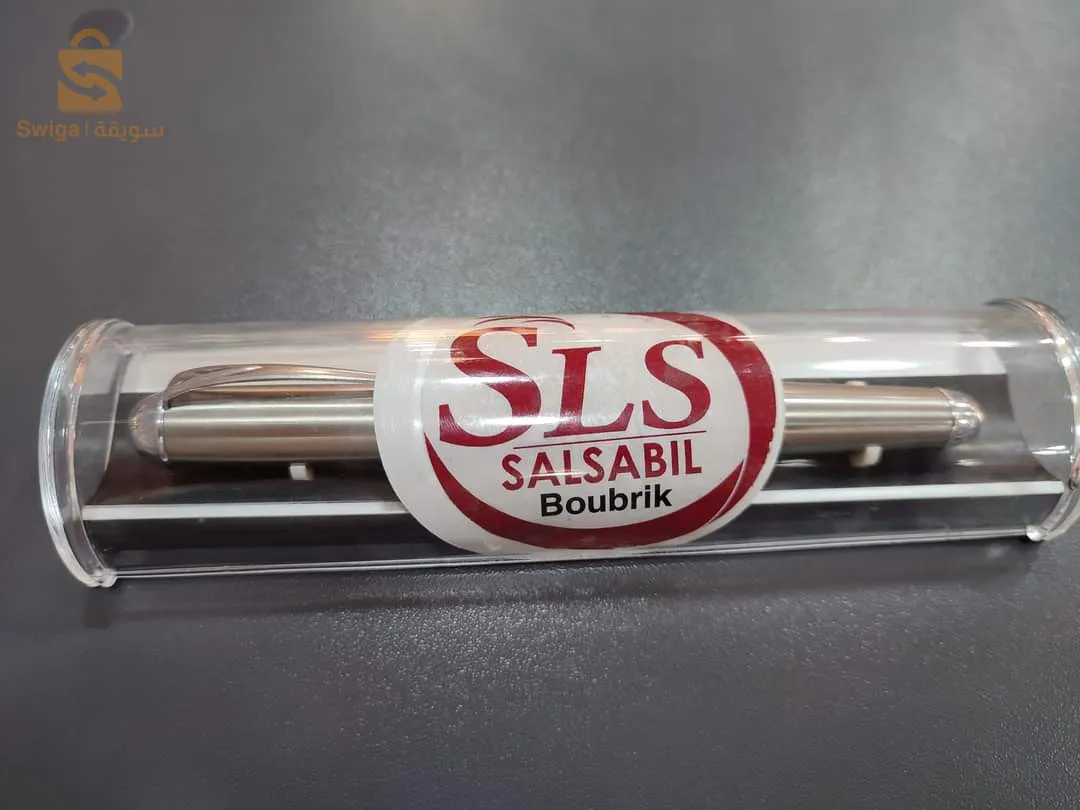 Swiga | سويقة
SLS
SALSABIL
Boubrik